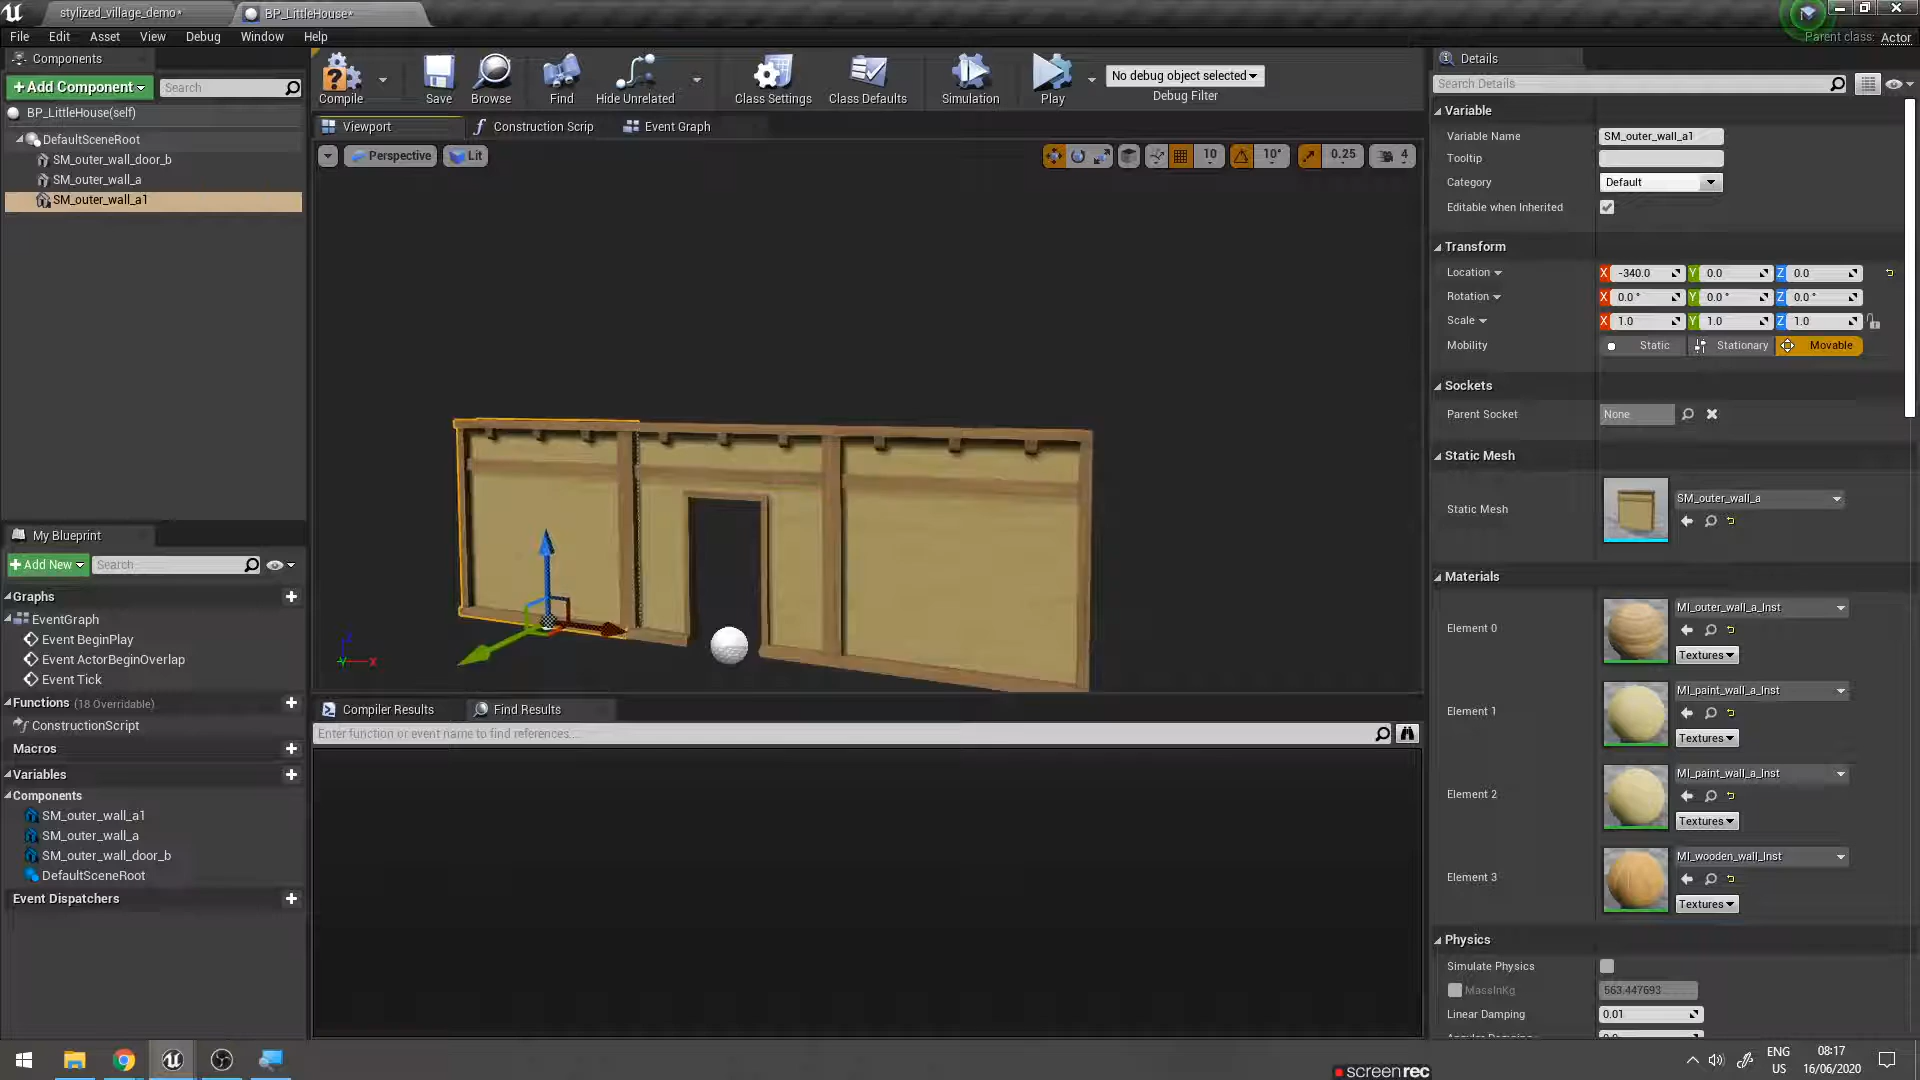 stylized_village_demo*
BP_LittleHouse*
File Edit Asset View Debug Window Help
Parent class: Actor
Components
+Add Component
Search
BP_LittleHouse(self)
DefaultSceneRoot
SM_outer_wall_door_b
SM_outer_wall_a
SM_outer_wall_a1
Compile
Save
Browse
Find
Hide Unrelated
Class Settings
Class Defaults
Simulation
Play
No debug object selected
Debug Filter
Viewport
Construction Scrip
Event Graph
Perspective
Lit
10
10°
0.25
4
X
Z
My Blueprint
+Add New
Search
Graphs
EventGraph
Event BeginPlay
Event ActorBeginOverlap
Event Tick
Functions (18 Overridable)
ConstructionScript
Macros
Variables
Components
SM_outer_wall_a1
SM_outer_wall_a
SM_outer_wall_door_b
DefaultSceneRoot
Event Dispatchers
Compiler Results
Find Results
Enter function or event name to find references...
Details
Search Details
Variable
Variable Name SM_outer_wall_a1
Tooltip
Category Default
Editable when Inherited
Transform
Location X -340.0 Y 0.0 Z 0.0
Rotation X 0.0 ° Y 0.0 ° Z 0.0 °
Scale X 1.0 Y 1.0 Z 1.0
Mobility Static Stationary Movable
Sockets
Parent Socket None
Static Mesh
Static Mesh SM_outer_wall_a
Materials
Element 0 MI_outer_wall_a_Inst
Textures
Element 1 MI_paint_wall_a_Inst
Textures
Element 2 MI_paint_wall_a_Inst
Textures
Element 3 MI_wooden_wall_Inst
Textures
Physics
Simulate Physics
MassInKg 563.447693
Linear Damping 0.01
ENG
US
08:17
16/06/2020
screenrec